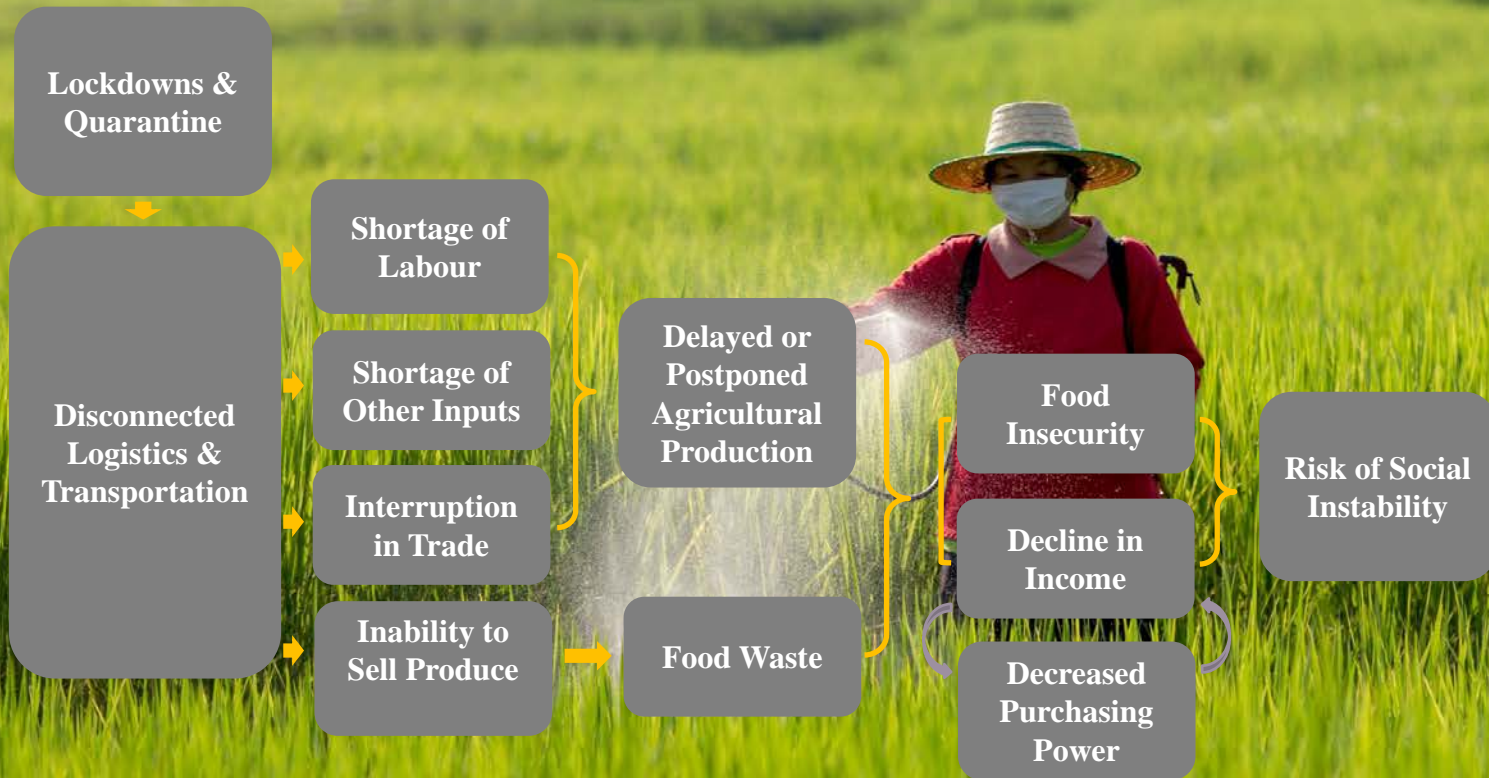 Lockdowns &
Quarantine
Disconnected
Logistics &
Transportation
Shortage of
Labour
Shortage of
Other Inputs
Interruption
in Trade
Inability to
Sell Produce
Delayed or
Postponed
Agricultural
Production
Food Waste
Food
Insecurity
Decline in
Income
Decreased
Purchasing
Power
Risk of Social
Instability